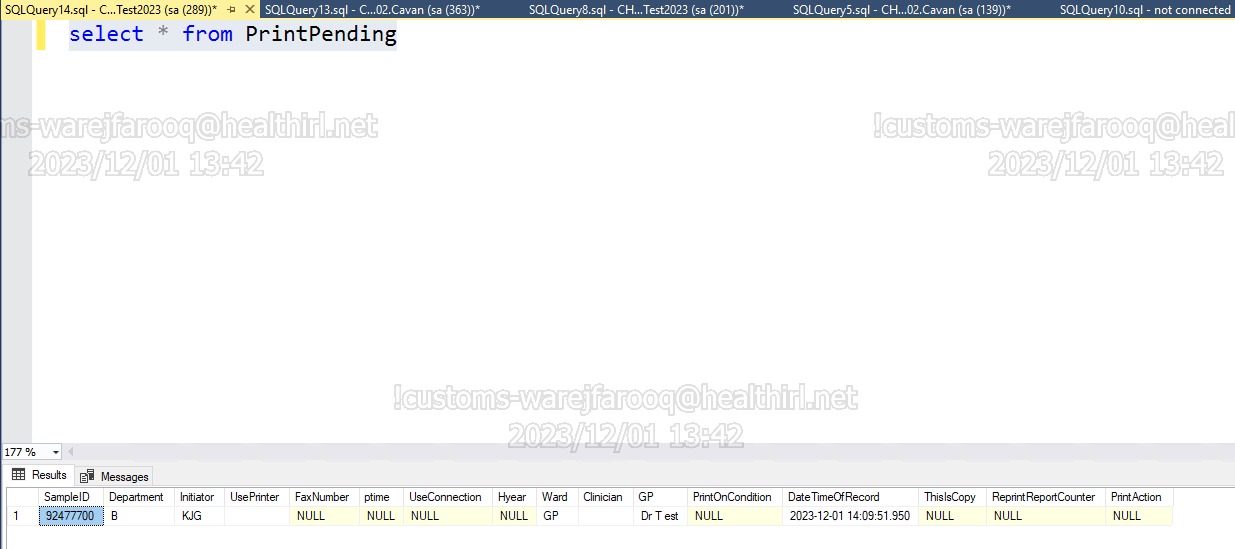 SQLQuery14.sql - C...Test2023 (sa (289))* SQLQuery13.sql - C...02.Cavan (sa (363))* SQLQuery8.sql - CH...Test2023 (sa (201))* SQLQuery5.sql - CH...02.Cavan (sa (139))* SQLQuery10.sql - not connected
select * from PrintPending
ms-warejfarooq@healthirl.net !customs-warejfarooq@heal
2023/12/01 13:42 2023/12/01 13:42
!customs-warejfarooq@healthirl.net
2023/12/01 13:42
177 %
Results Messages
SampleID Department Initiator UsePrinter FaxNumber ptime UseConnection Hyear Ward Clinician GP PrintOnCondition DateTimeOfRecord ThisIsCopy ReprintReportCounter PrintAction
1 92477700 B KJG NULL NULL NULL NULL GP Dr T est NULL 2023-12-01 14:09:51.950 NULL NULL NULL